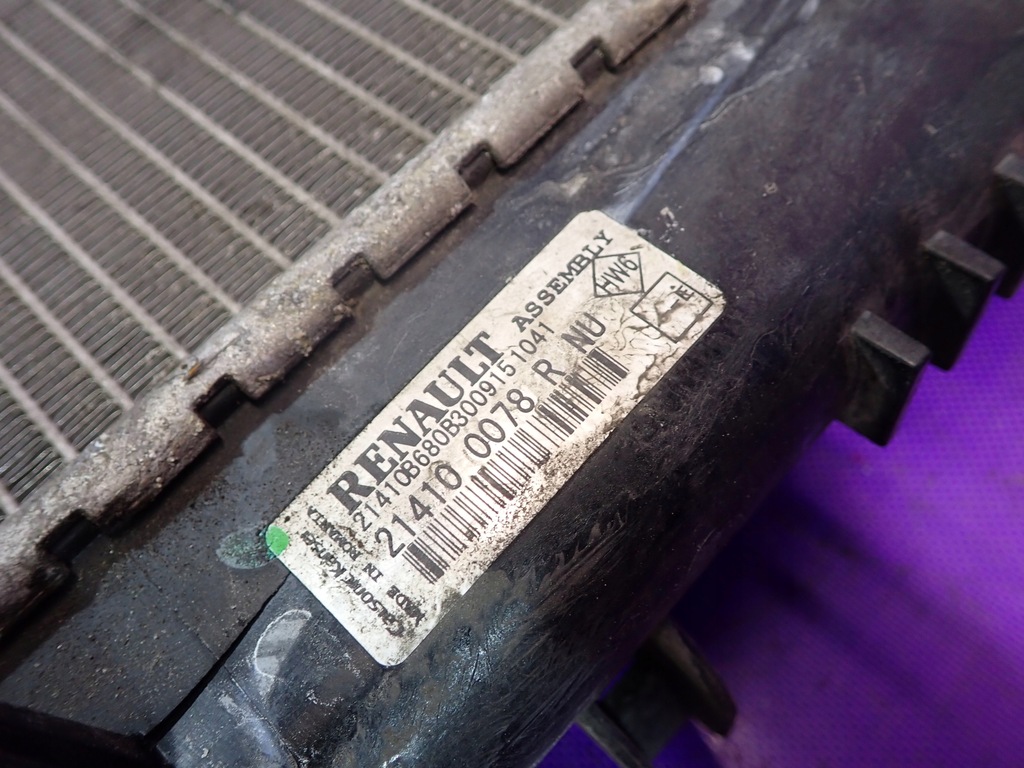 RENAULT ASSEMBLY
21410B680B3009151041
21410 0078 R NU
HW6
Calsonic Kansei
MADE IN ROMANIA